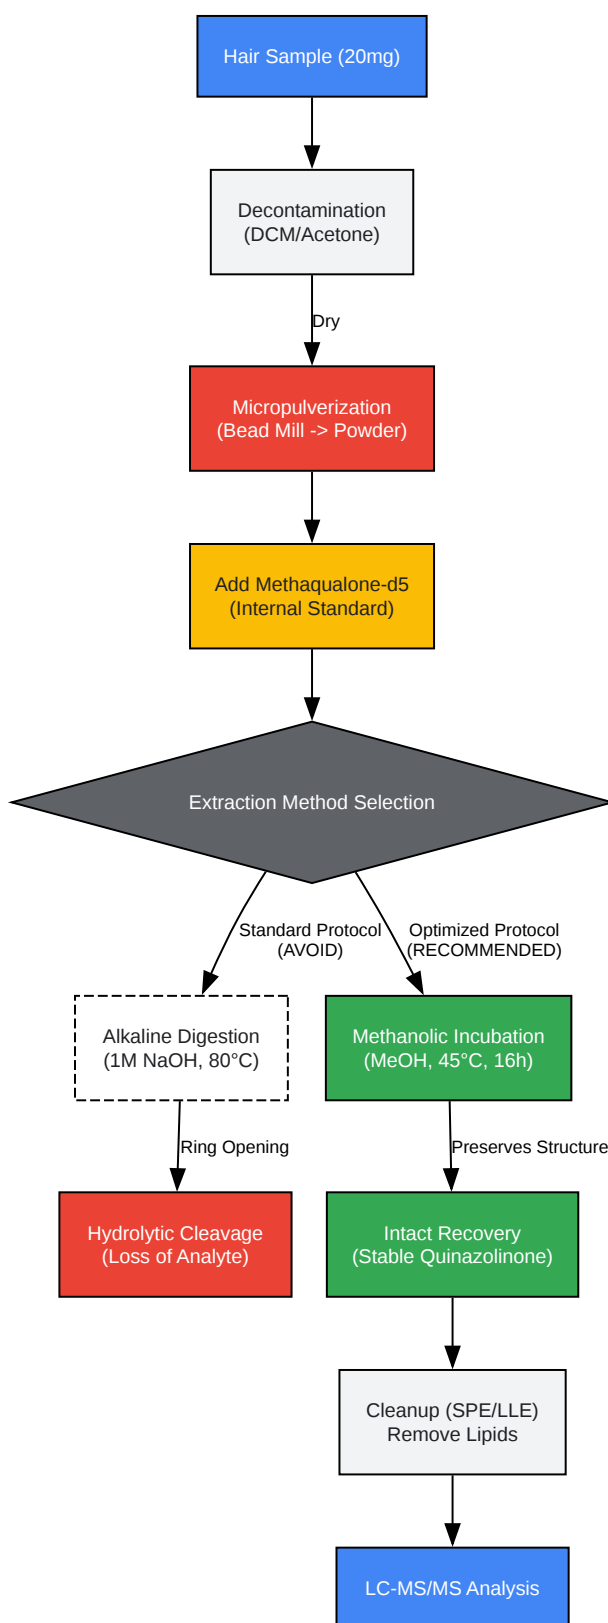 Hair Sample (20mg)
Decontamination
(DCM/Acetone)
Dry
Micropulverization
(Bead Mill -> Powder)
Add Methaqualone-d5
(Internal Standard)
Extraction Method Selection
Standard Protocol
(AVOID)
Optimized Protocol
(RECOMMENDED)
Alkaline Digestion
(1M NaOH, 80°C)
Methanolic Incubation
(MeOH, 45°C, 16h)
Ring Opening
Preserves Structure
Hydrolytic Cleavage
(Loss of Analyte)
Intact Recovery
(Stable Quinazolinone)
Cleanup (SPE/LLE)
Remove Lipids
LC-MS/MS Analysis